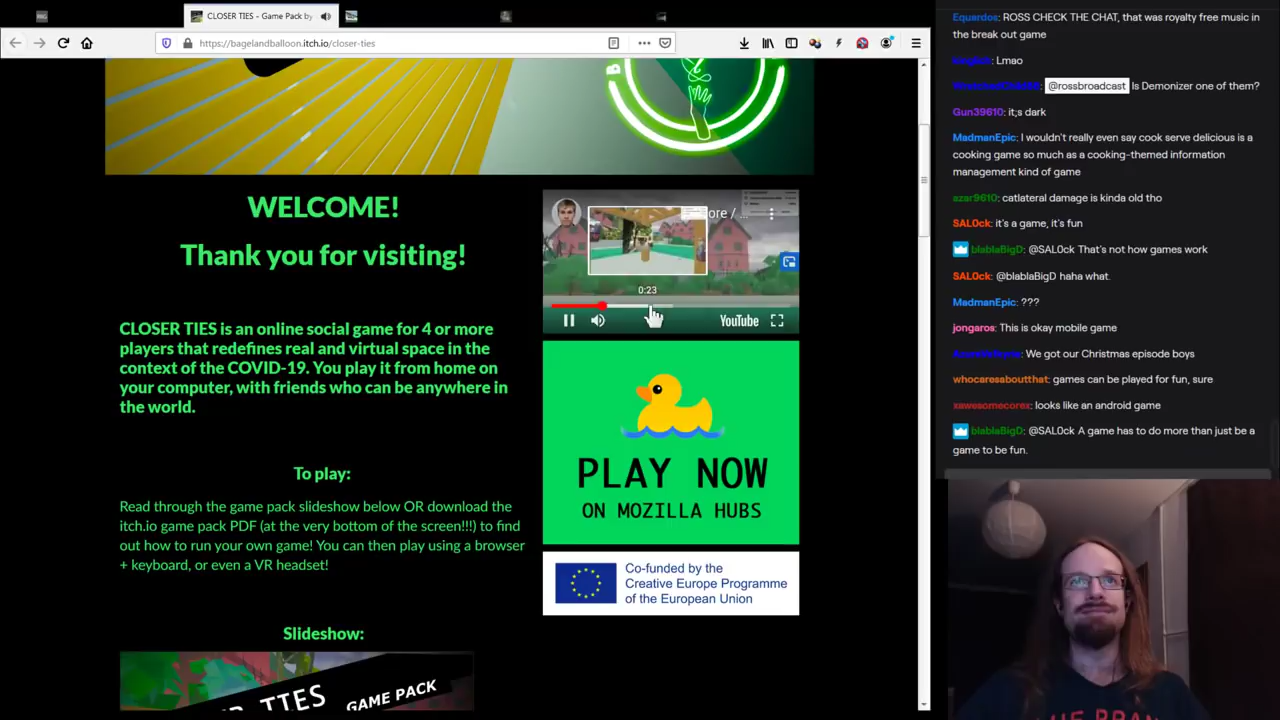 CLOSER TIES - Game Pack by
https://bagelandballoon.itch.io/closer-ties
WELCOME!
Thank you for visiting!
CLOSER TIES is an online social game for 4 or more
players that redefines real and virtual space in the
context of the COVID-19. You play it from home on
your computer, with friends who can be anywhere in
the world.
To play:
Read through the game pack slideshow below OR download the
itch.io game pack PDF (at the very bottom of the screen!!!) to find
out how to run your own game! You can then play using a browser
+ keyboard, or even a VR headset!
Slideshow:
TIES GAME PACK
ore / ...
0:23
YouTube
PLAY NOW
ON MOZILLA HUBS
Co-funded by the
Creative Europe Programme
of the European Union
Equardos: ROSS CHECK THE CHAT, that was royalty free music in
the break out game
Lmao
@rossbroadcast Is Demonizer one of them?
Gun39610: it;s dark
MadmanEpic: I wouldn't really even say cook serve delicious is a
cooking game so much as a cooking-themed information
management kind of game
azar9610: catlateral damage is kinda old tho
SAL0ck: it's a game, it's fun
blablaBigD: @SAL0ck That's not how games work
SAL0ck: @blablaBigD haha what.
MadmanEpic: ???
jongaros: This is okay mobile game
We got our Christmas episode boys
whocaresaboutthat: games can be played for fun, sure
xawesomecorex: looks like an android game
blablaBigD: @SAL0ck A game has to do more than just be a
game to be fun.